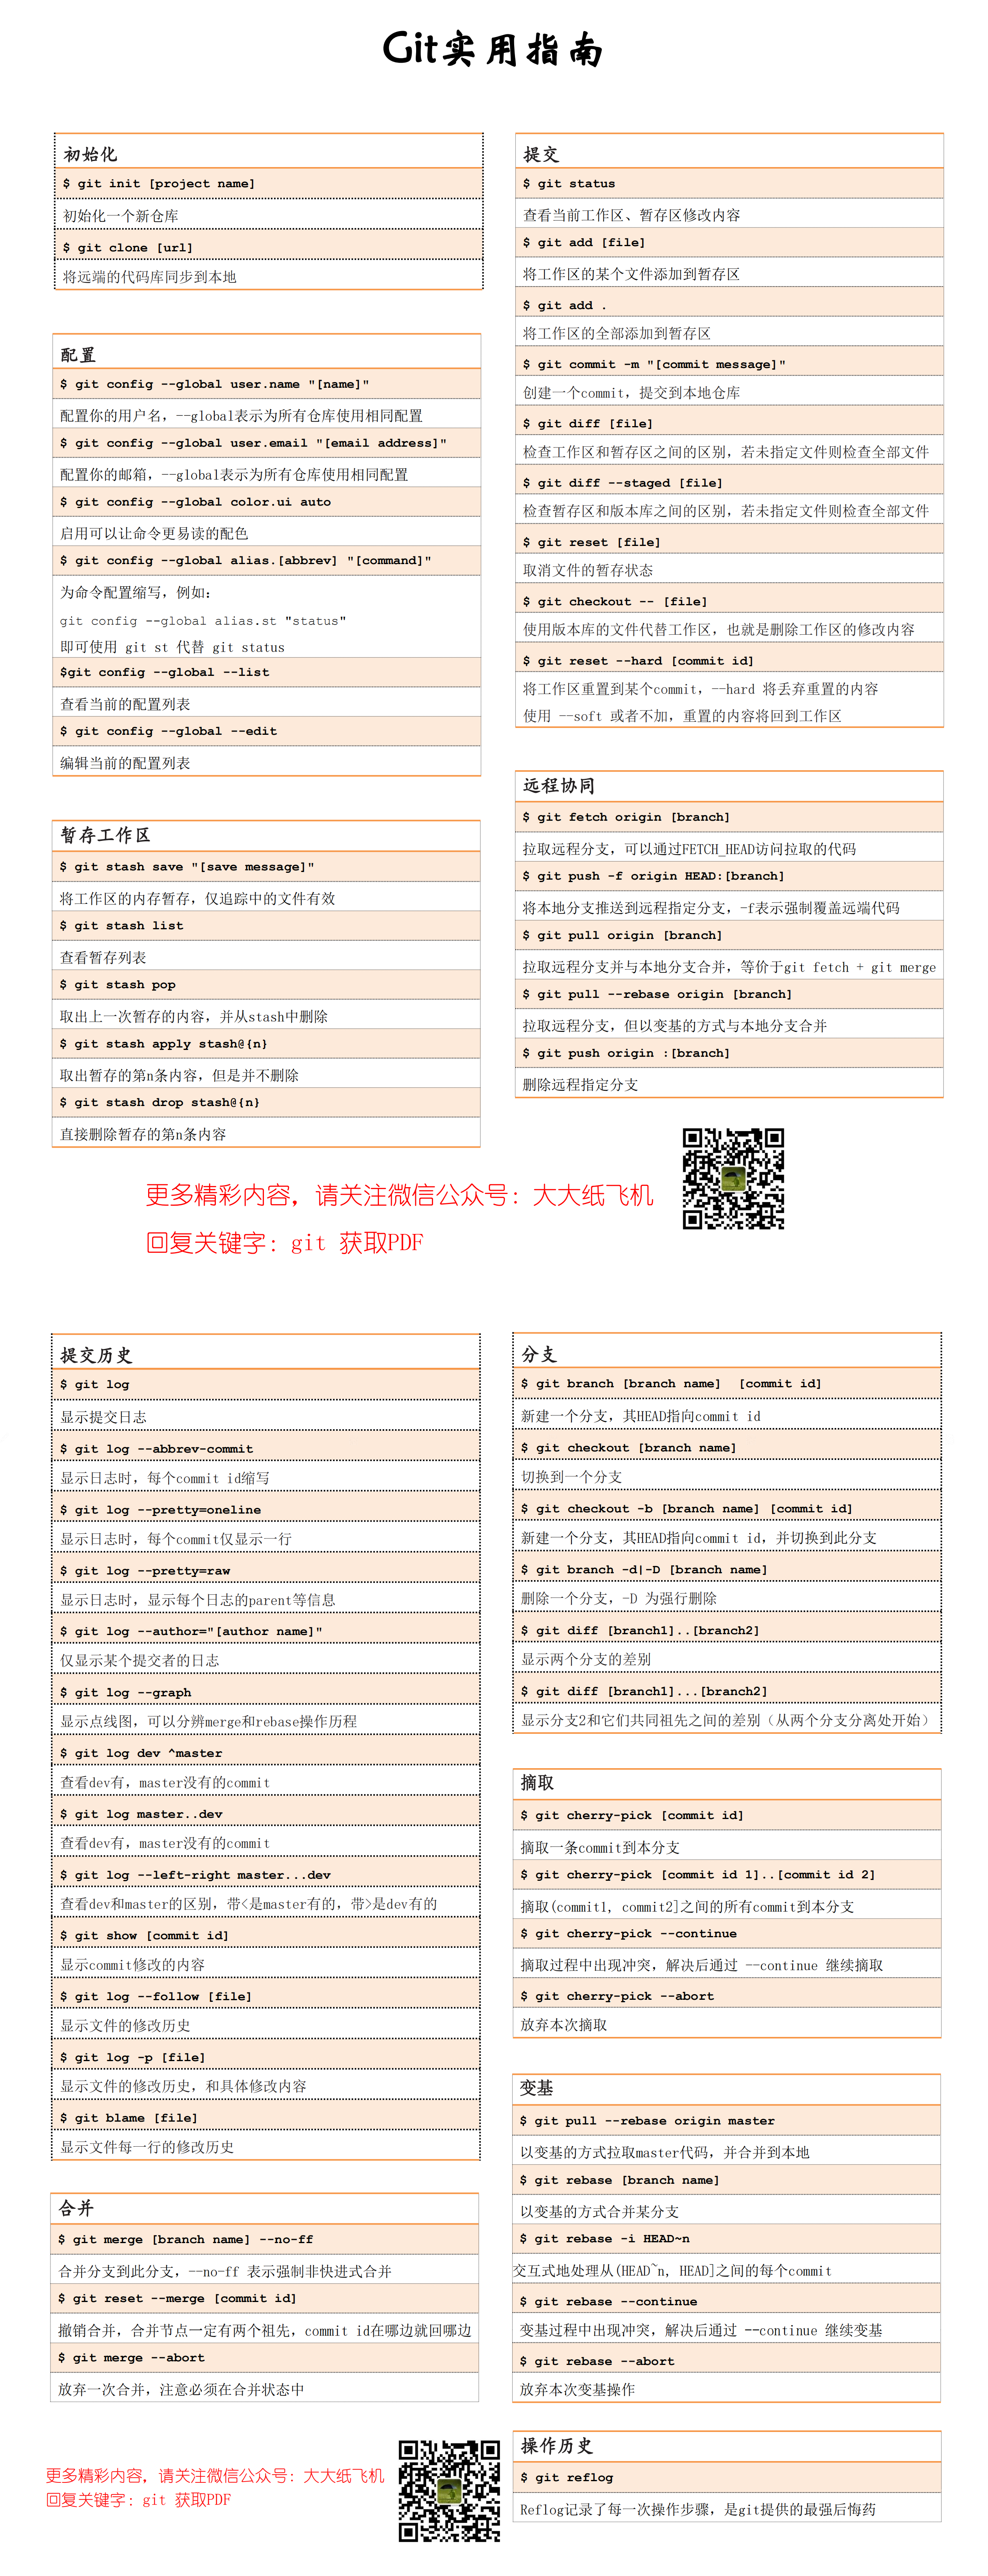 Git实用指南
初始化
$ git init [project name]
初始化一个新仓库
$ git clone [url]
将远端的代码库同步到本地
配置
$ git config --global user.name "[name]"
配置你的用户名，--global表示为所有仓库使用相同配置
$ git config --global user.email "[email address]"
配置你的邮箱，--global表示为所有仓库使用相同配置
$ git config --global color.ui auto
启用可以让命令更易读的配色
$ git config --global alias.[abbrev] "[command]"
为命令配置缩写，例如：
git config --global alias.st "status"
即可使用 git st 代替 git status
$git config --global --list
查看当前的配置列表
$ git config --global --edit
编辑当前的配置列表
暂存工作区
$ git stash save "[save message]"
将工作区的内存暂存，仅追踪中的文件有效
$ git stash list
查看暂存列表
$ git stash pop
取出上一次暂存的内容，并从stash中删除
$ git stash apply stash@{n}
取出暂存的第n条内容，但是并不删除
$ git stash drop stash@{n}
直接删除暂存的第n条内容
提交
$ git status
查看当前工作区、暂存区修改内容
$ git add [file]
将工作区的某个文件添加到暂存区
$ git add .
将工作区的全部添加到暂存区
$ git commit -m "[commit message]"
创建一个commit，提交到本地仓库
$ git diff [file]
检查工作区和暂存区之间的区别，若未指定文件则检查全部文件
$ git diff --staged [file]
检查暂存区和版本库之间的区别，若未指定文件则检查全部文件
$ git reset [file]
取消文件的暂存状态
$ git checkout -- [file]
使用版本库的文件代替工作区，也就是删除工作区的修改内容
$ git reset --hard [commit id]
将工作区重置到某个commit，--hard 将丢弃重置的内容
使用 --soft 或者不加，重置的内容将回到工作区
远程协同
$ git fetch origin [branch]
拉取远程分支，可以通过FETCH_HEAD访问拉取的代码
$ git push -f origin HEAD:[branch]
将本地分支推送到远程指定分支，-f表示强制覆盖远端代码
$ git pull origin [branch]
拉取远程分支并与本地分支合并，等价于git fetch + git merge
$ git pull --rebase origin [branch]
拉取远程分支，但以变基的方式与本地分支合并
$ git push origin :[branch]
删除远程指定分支
更多精彩内容，请关注微信公众号：大大纸飞机
回复关键字：git 获取PDF
提交历史
$ git log
显示提交日志
$ git log --abbrev-commit
显示日志时，每个commit id缩写
$ git log --pretty=oneline
显示日志时，每个commit仅显示一行
$ git log --pretty=raw
显示日志时，显示每个日志的parent等信息
$ git log --author="[author name]"
仅显示某个提交者的日志
$ git log --graph
显示点线图，可以分辨merge和rebase操作历程
$ git log dev ^master
查看dev有，master没有的commit
$ git log master..dev
查看dev有，master没有的commit
$ git log --left-right master...dev
查看dev和master的区别，带<是master有的，带>是dev有的
$ git show [commit id]
显示commit修改的内容
$ git log --follow [file]
显示文件的修改历史
$ git log -p [file]
显示文件的修改历史，和具体修改内容
$ git blame [file]
显示文件每一行的修改历史
合并
$ git merge [branch name] --no-ff
合并分支到此分支，--no-ff 表示强制非快进式合并
$ git reset --merge [commit id]
撤销合并，合并节点一定有两个祖先，commit id在哪边就回哪边
$ git merge --abort
放弃一次合并，注意必须在合并状态中
分支
$ git branch [branch name]  [commit id]
新建一个分支，其HEAD指向commit id
$ git checkout [branch name]
切换到一个分支
$ git checkout -b [branch name] [commit id]
新建一个分支，其HEAD指向commit id，并切换到此分支
$ git branch -d|-D [branch name]
删除一个分支，-D 为强行删除
$ git diff [branch1]..[branch2]
显示两个分支的差别
$ git diff [branch1]...[branch2]
显示分支2和它们共同祖先之间的差别（从两个分支分离处开始）
摘取
$ git cherry-pick [commit id]
摘取一条commit到本分支
$ git cherry-pick [commit id 1]..[commit id 2]
摘取(commit1, commit2]之间的所有commit到本分支
$ git cherry-pick --continue
摘取过程中出现冲突，解决后通过 --continue 继续摘取
$ git cherry-pick --abort
放弃本次摘取
变基
$ git pull --rebase origin master
以变基的方式拉取master代码，并合并到本地
$ git rebase [branch name]
以变基的方式合并某分支
$ git rebase -i HEAD~n
交互式地处理从(HEAD~n, HEAD]之间的每个commit
$ git rebase --continue
变基过程中出现冲突，解决后通过 --continue 继续变基
$ git rebase --abort
放弃本次变基操作
操作历史
$ git reflog
Reflog记录了每一次操作步骤，是git提供的最强后悔药
更多精彩内容，请关注微信公众号：大大纸飞机
回复关键字：git 获取PDF